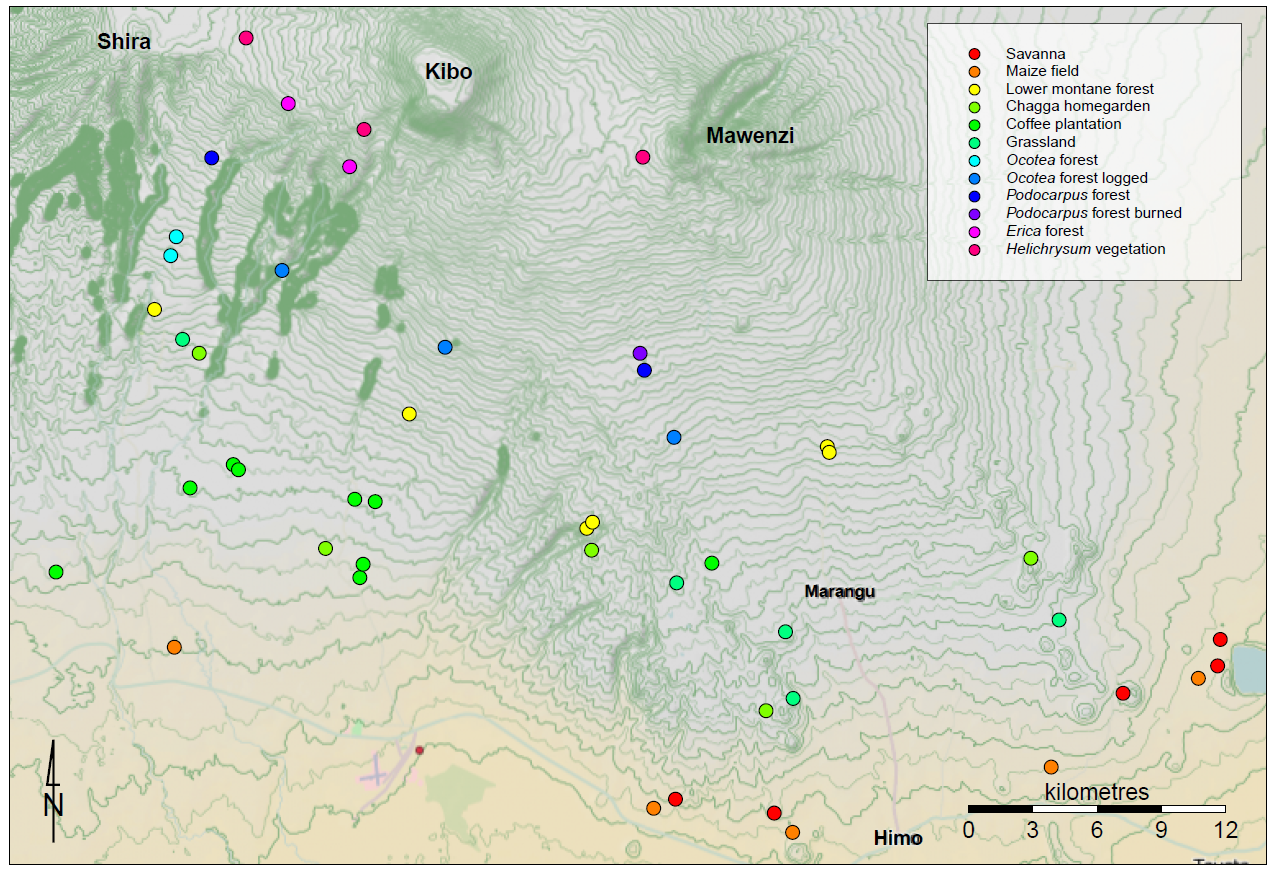 Shira
Kibo
Mawenzi
Savanna
Maize field
Lower montane forest
Chagga homegarden
Coffee plantation
Grassland
Ocotea forest
Ocotea forest logged
Podocarpus forest
Podocarpus forest burned
Erica forest
Helichrysum vegetation
Marangu
N
kilometres
0 3 6 9 12
Himo